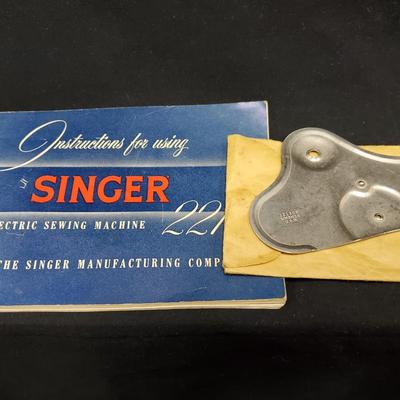 Instructions for using
SINGER
ECTRIC SEWING MACHINE 221
THE SINGER MANUFACTURING COMP